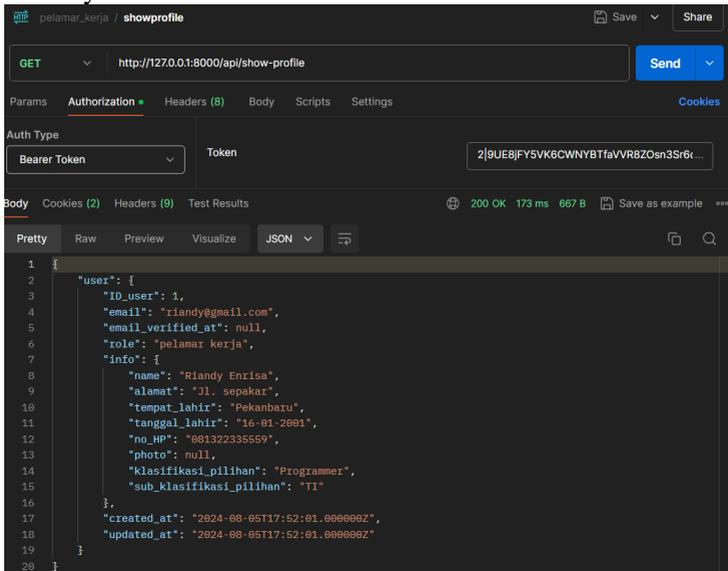 HTTP pelamar_kerja / showprofile Save Share
GET http://127.0.0.1:8000/api/show-profile Send
Params Authorization Headers (8) Body Scripts Settings Cookies
Auth Type
Bearer Token
Token
2|9UE8jFY5VK6CWNYBTfaVVR8ZOsn3Sr6c...
Body Cookies (2) Headers (9) Test Results 200 OK 173 ms 667 B Save as example
Pretty Raw Preview Visualize JSON
1 {
2 "user": {
3 "ID_user": 1,
4 "email": "riandy@gmail.com",
5 "email_verified_at": null,
6 "role": "pelamar kerja",
7 "info": {
8 "name": "Riandy Enrisa",
9 "alamat": "Jl. sepakar",
10 "tempat_lahir": "Pekanbaru",
11 "tanggal_lahir": "16-01-2001",
12 "no_HP": "081322335559",
13 "photo": null,
14 "klasifikasi_pilihan": "Programmer",
15 "sub_klasifikasi_pilihan": "TI"
16 },
17 "created_at": "2024-08-05T17:52:01.000000Z",
18 "updated_at": "2024-08-05T17:52:01.000000Z"
19 }
20 }